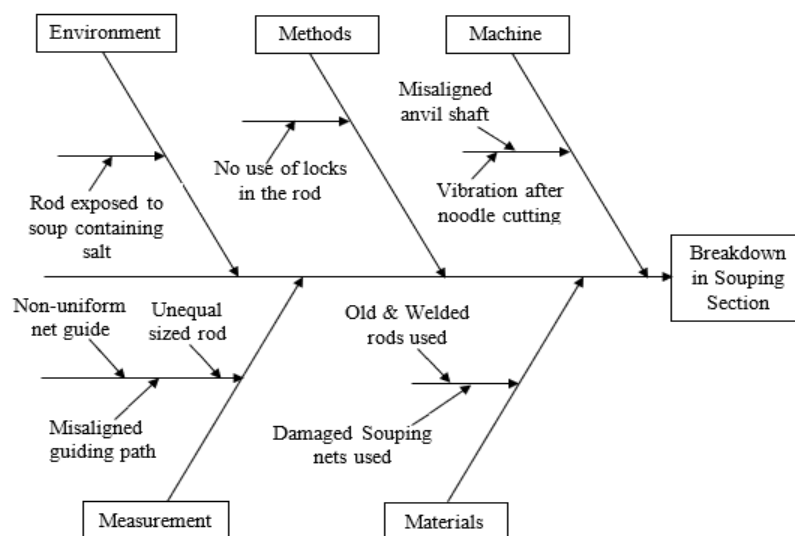 Environment
Methods
Machine
Misaligned
anvil shaft
No use of locks
in the rod
Vibration after
noodle cutting
Rod exposed to
soup containing
salt
Breakdown
in Souping
Section
Non-uniform
net guide
Unequal
sized rod
Old & Welded
rods used
Misaligned
guiding path
Damaged Souping
nets used
Measurement
Materials